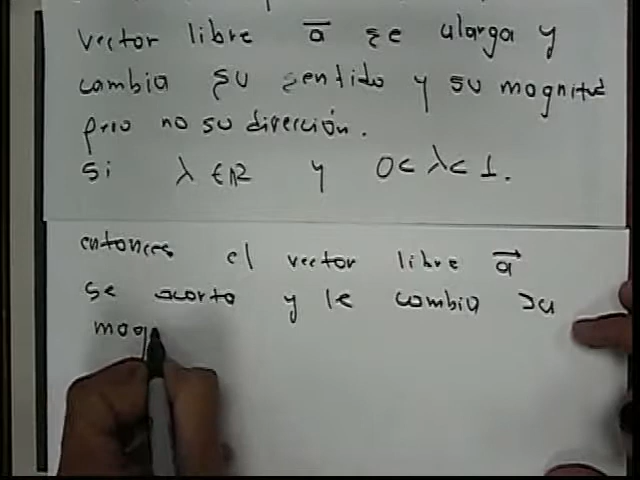 vector libre a se alarga y
cambia su sentido y su magnitud
pero no su dirección.
si λ ∈ R y 0 < λ < 1.
entonces el vector libre a⃗
se acorta y le cambia su
mag